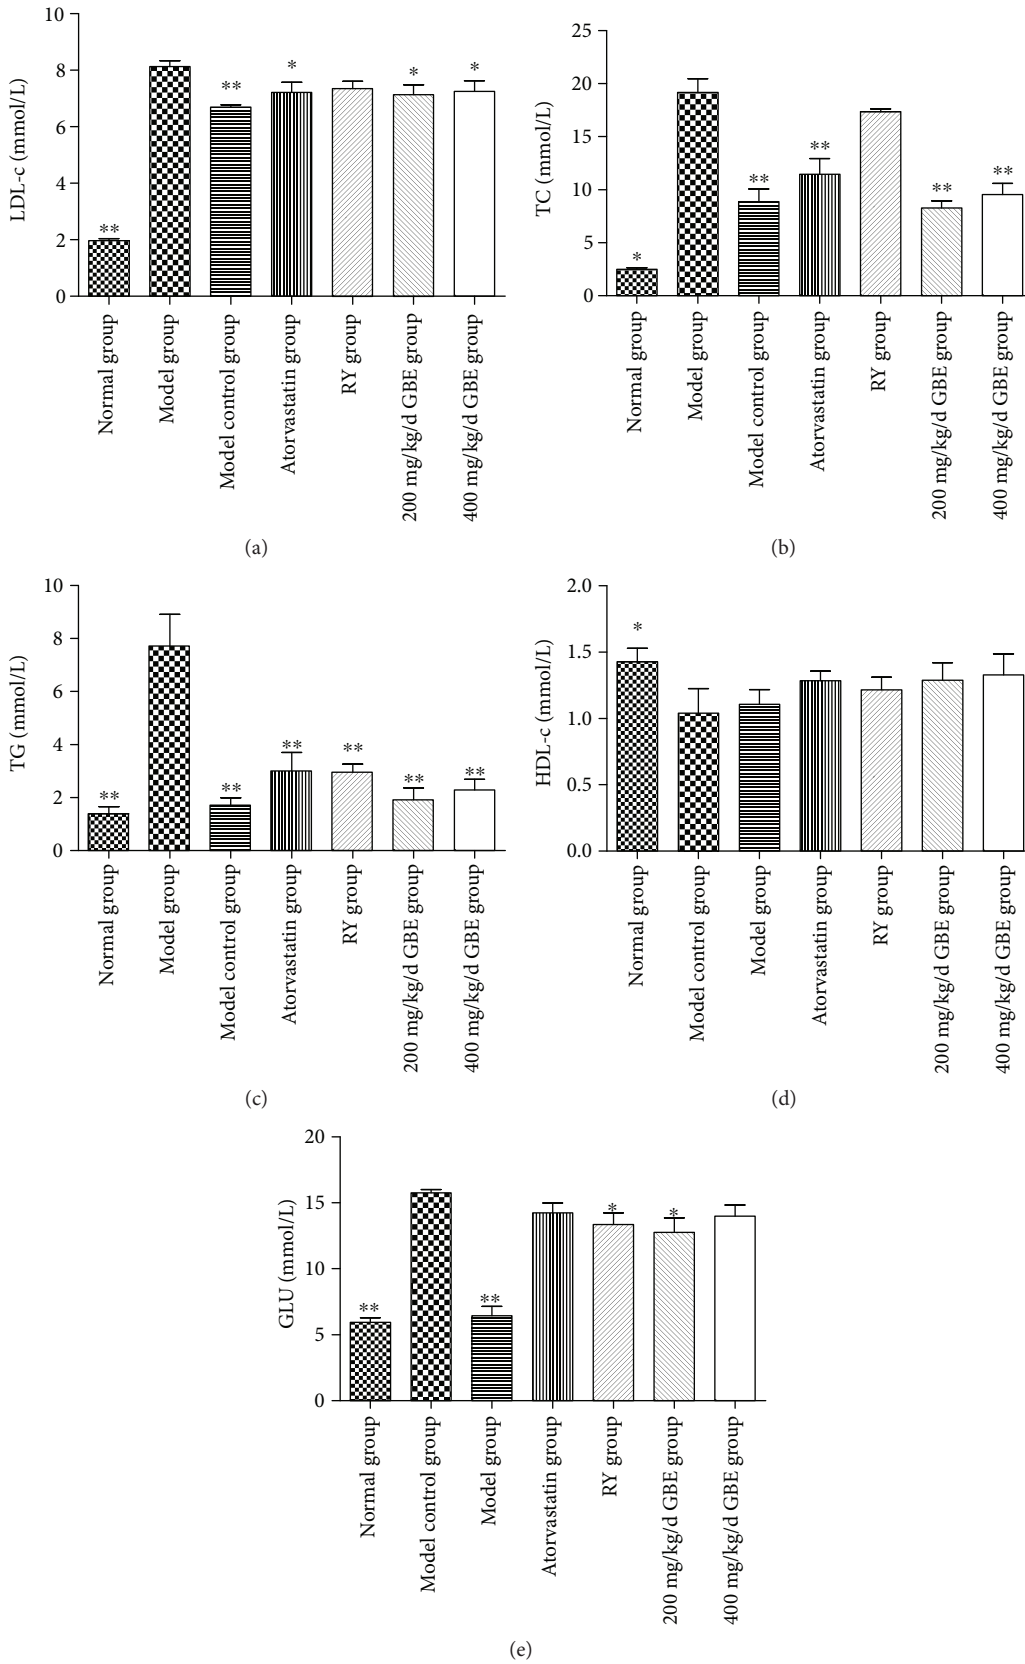 LDL-c (mmol/L)
10
8
6
4
2
0
**
**
*
*
*
Normal group
Model group
Model control group
Atorvastatin group
RY group
200 mg/kg/d GBE group
400 mg/kg/d GBE group
(a)
TC (mmol/L)
25
20
15
10
5
0
*
**
**
**
**
Normal group
Model group
Model control group
Atorvastatin group
RY group
200 mg/kg/d GBE group
400 mg/kg/d GBE group
(b)
TG (mmol/L)
10
8
6
4
2
0
**
**
**
**
**
**
Normal group
Model group
Model control group
Atorvastatin group
RY group
200 mg/kg/d GBE group
400 mg/kg/d GBE group
(c)
HDL-c (mmol/L)
2.0
1.5
1.0
0.5
0.0
*
Normal group
Model control group
Model group
Atorvastatin group
RY group
200 mg/kg/d GBE group
400 mg/kg/d GBE group
(d)
GLU (mmol/L)
20
15
10
5
0
**
**
*
*
Normal group
Model control group
Model group
Atorvastatin group
RY group
200 mg/kg/d GBE group
400 mg/kg/d GBE group
(e)